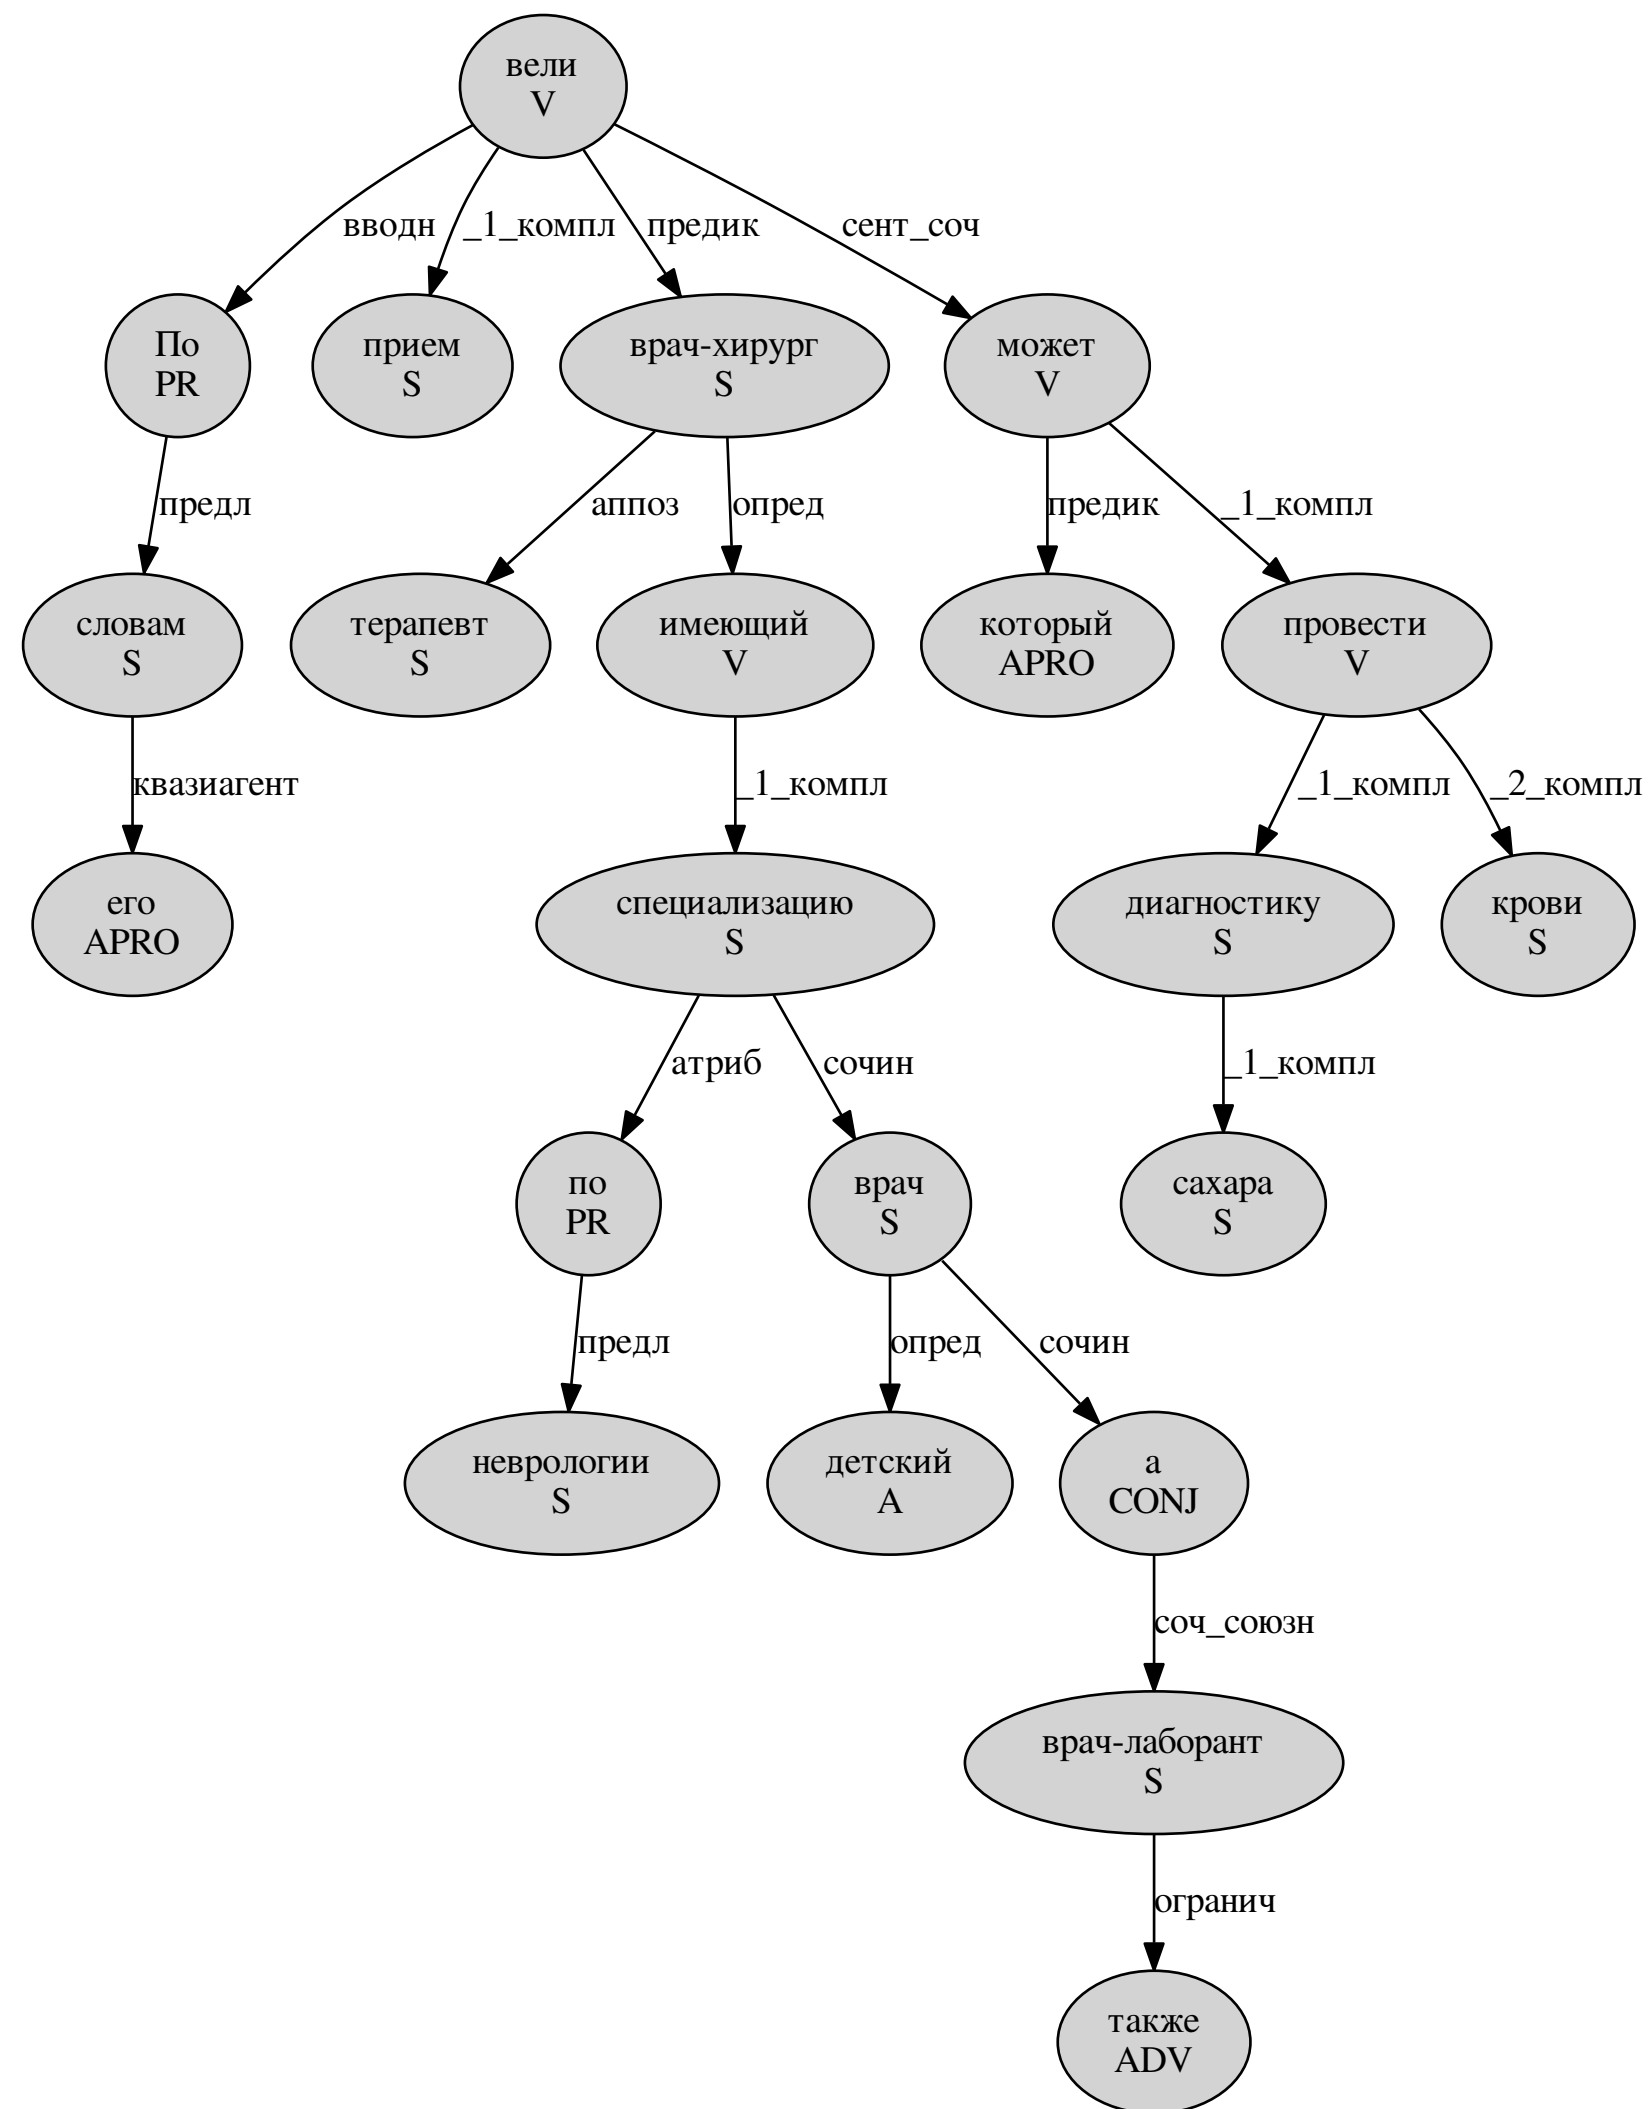 вели
V
вводн
_1_компл
предик
сент_соч
По
PR
прием
S
врач-хирург
S
может
V
предл
аппоз
опред
предик
_1_компл
словам
S
терапевт
S
имеющий
V
который
APRO
провести
V
квазиагент
_1_компл
_1_компл
_2_компл
его
APRO
специализацию
S
диагностику
S
крови
S
атриб
сочин
_1_компл
по
PR
врач
S
сахара
S
предл
опред
сочин
неврологии
S
детский
A
а
CONJ
соч_союзн
врач-лаборант
S
огранич
также
ADV